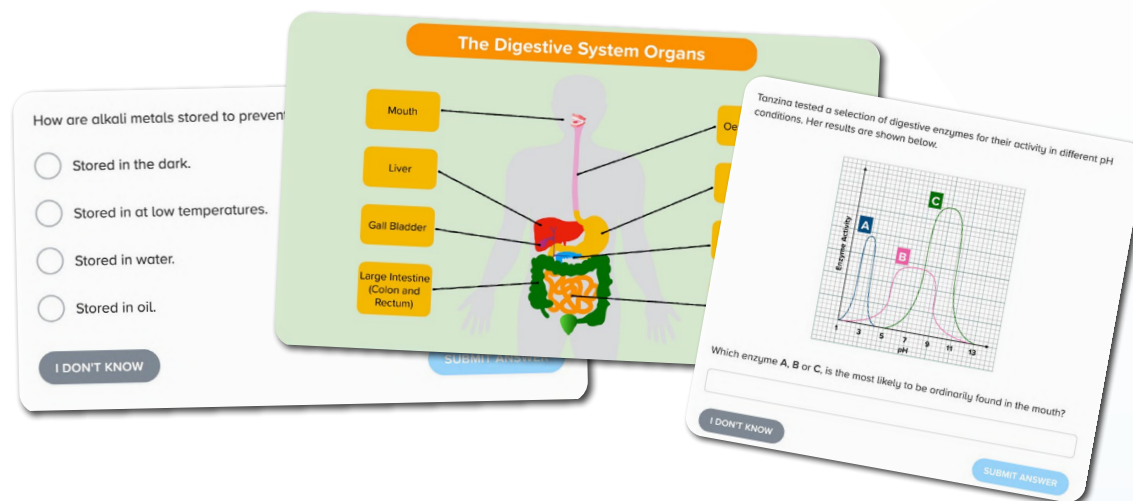 How are alkali metals stored to prevent
Stored in the dark.
Stored in at low temperatures.
Stored in water.
Stored in oil.
I DON'T KNOW
SUBMIT ANSWER
The Digestive System Organs
Mouth
Liver
Gall Bladder
Large Intestine
(Colon and
Rectum)
Oe
Tanzina tested a selection of digestive enzymes for their activity in different pH
conditions. Her results are shown below.
Enzyme Activity
A
B
C
1 3 5 7 9 11 13
pH
Which enzyme A, B or C, is the most likely to be ordinarily found in the mouth?
I DON'T KNOW
SUBMIT ANSWER